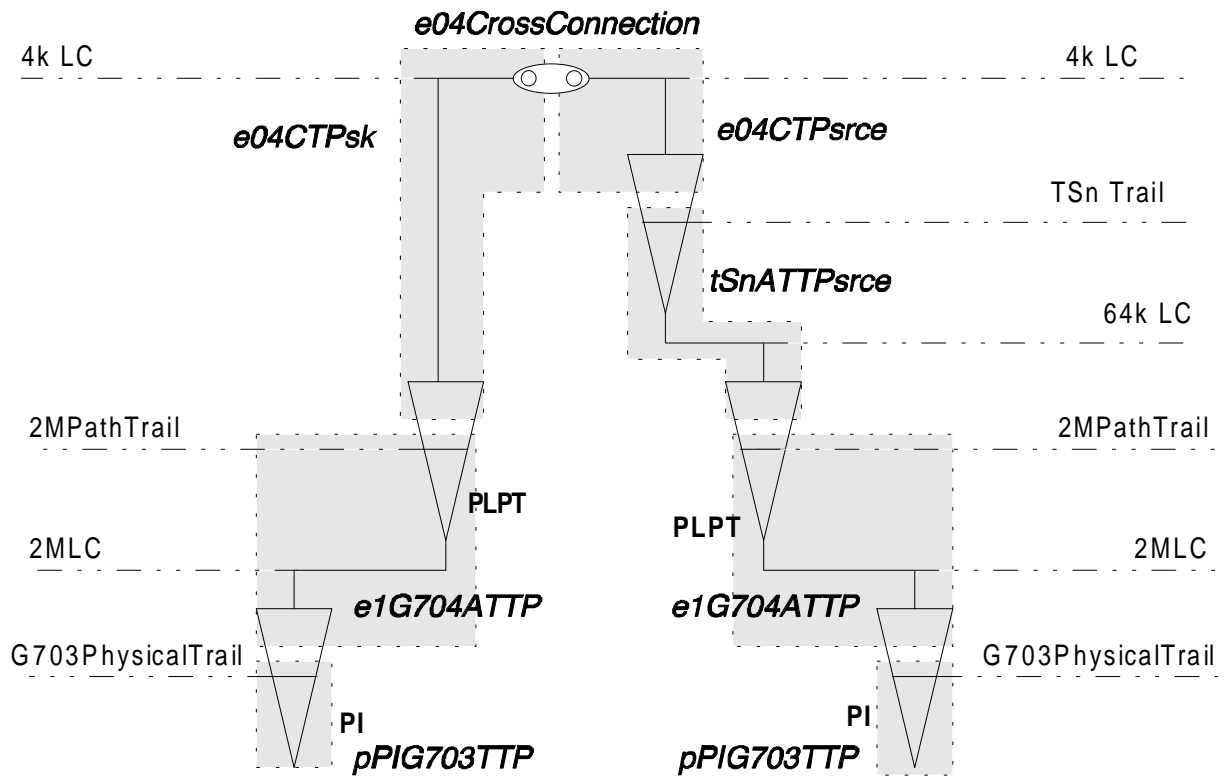 e04CrossConnection
4k LC
4k LC
e04CTPsk
e04CTPsrce
TSn Trail
tSnATTPsrce
64k LC
2MPathTrail
2MPathTrail
PLPT
PLPT
2MLC
2MLC
e1G704ATTP
e1G704ATTP
G703PhysicalTrail
G703PhysicalTrail
PI
PI
pPIG703TTP
pPIG703TTP